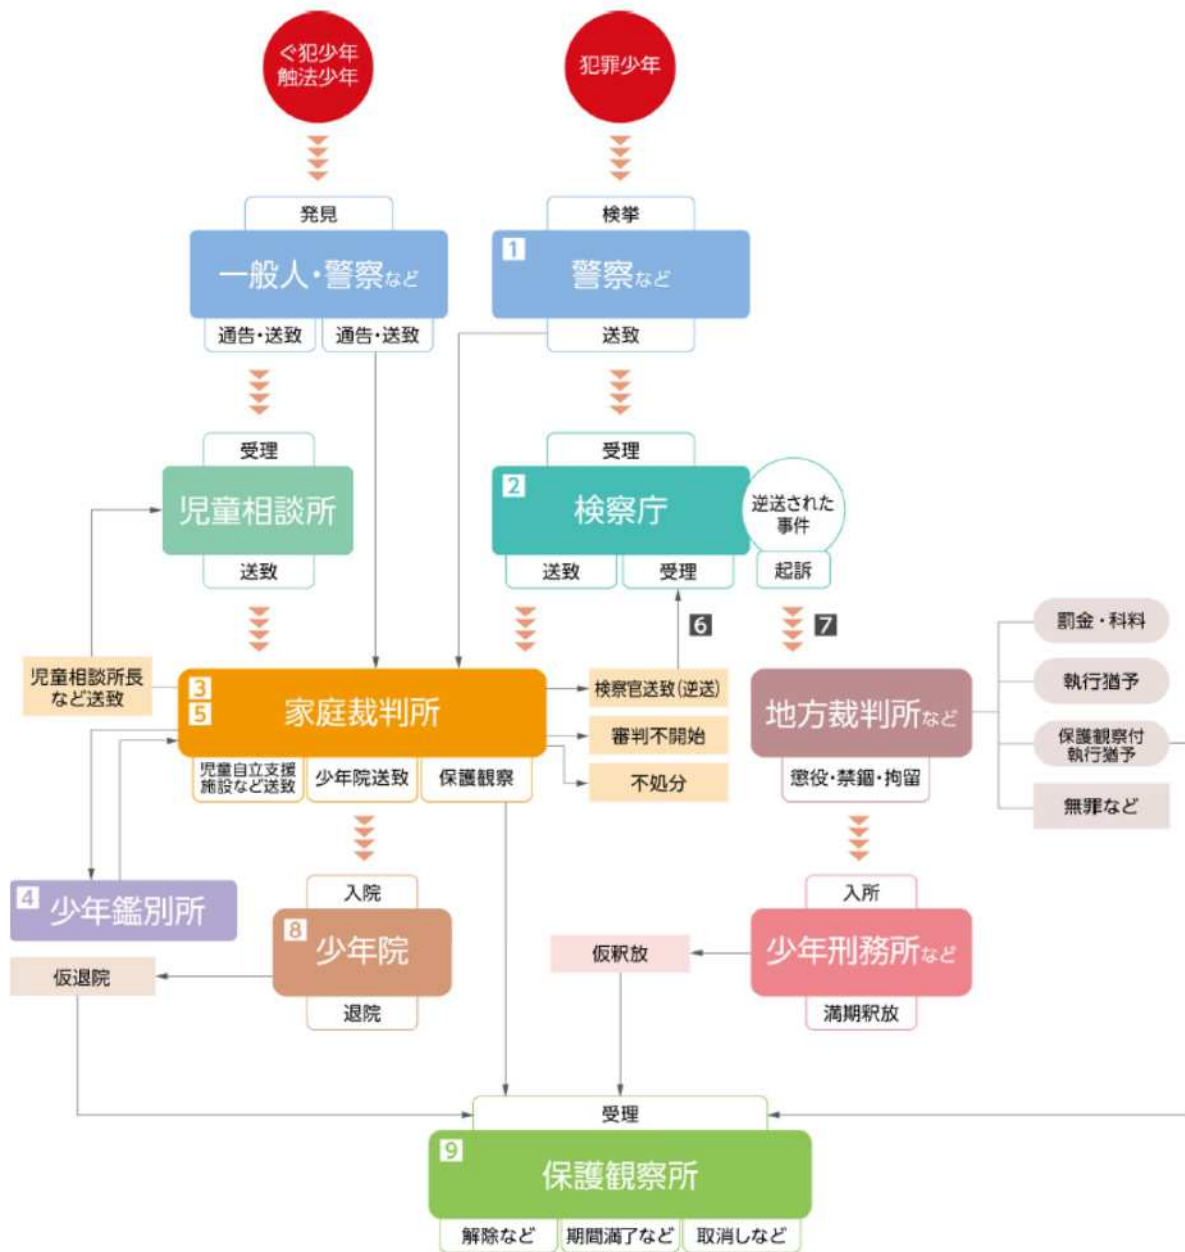 ぐ犯少年
触法少年
犯罪少年
発見
一般人・警察など
通告・送致
通告・送致
検挙
1
警察など
送致
受理
児童相談所
送致
受理
2
検察庁
送致
受理
逆送された
事件
起訴
6
7
児童相談所長
など送致
3
5
家庭裁判所
児童自立支援
施設など送致
少年院送致
保護観察
検察官送致(逆送)
審判不開始
不処分
地方裁判所など
懲役・禁錮・拘留
罰金・科料
執行猶予
保護観察付
執行猶予
無罪など
4
少年鑑別所
入院
8
少年院
退院
仮退院
仮釈放
入所
少年刑務所など
満期釈放
受理
9
保護観察所
解除など
期間満了など
取消しなど